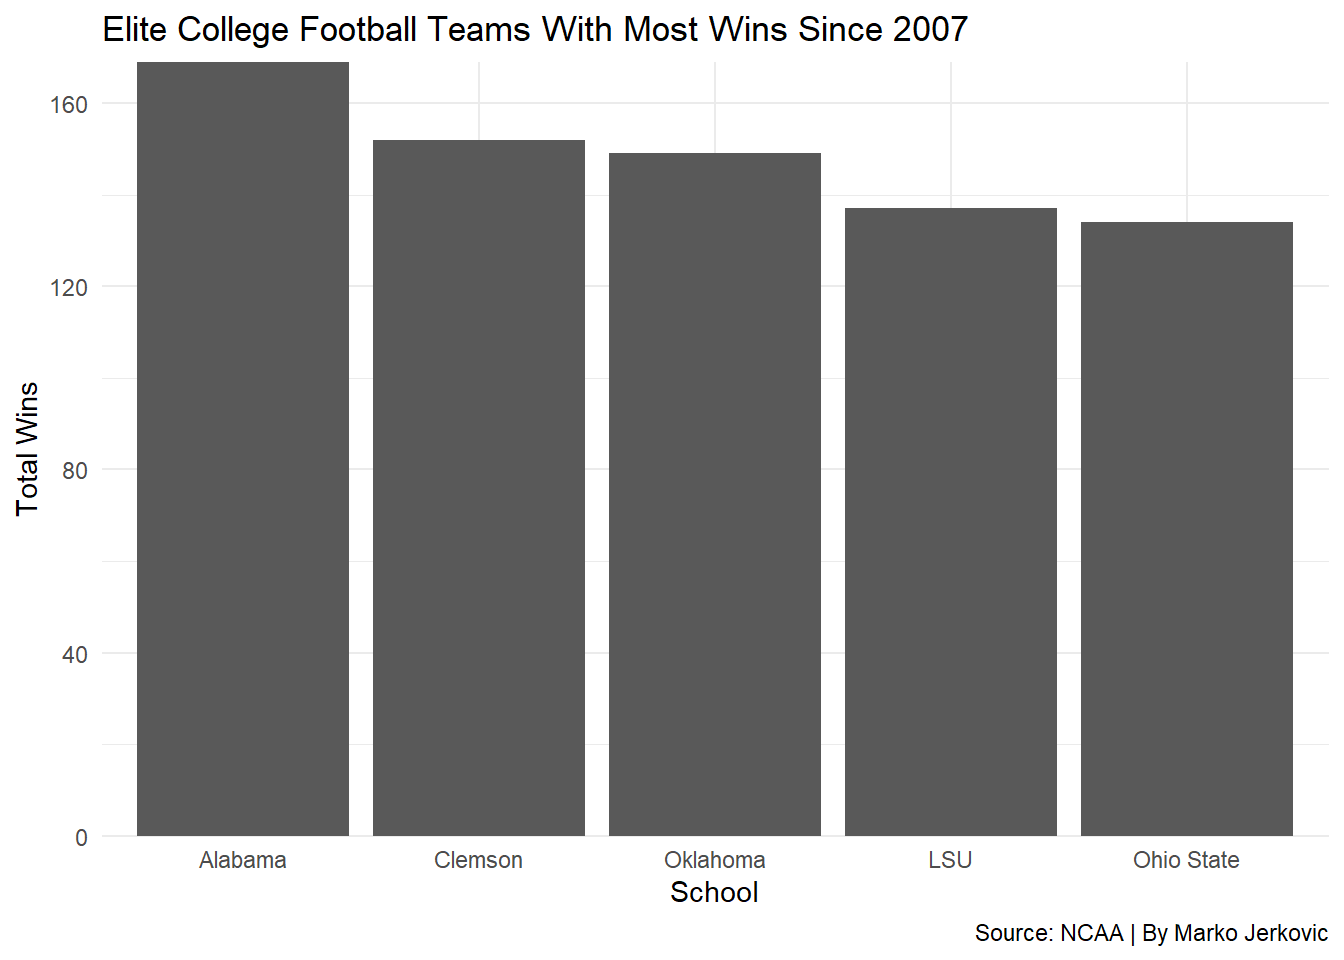 Elite College Football Teams With Most Wins Since 2007
160
120
80
40
0
Total Wins
Alabama Clemson Oklahoma LSU Ohio State
School
Source: NCAA | By Marko Jerkovic